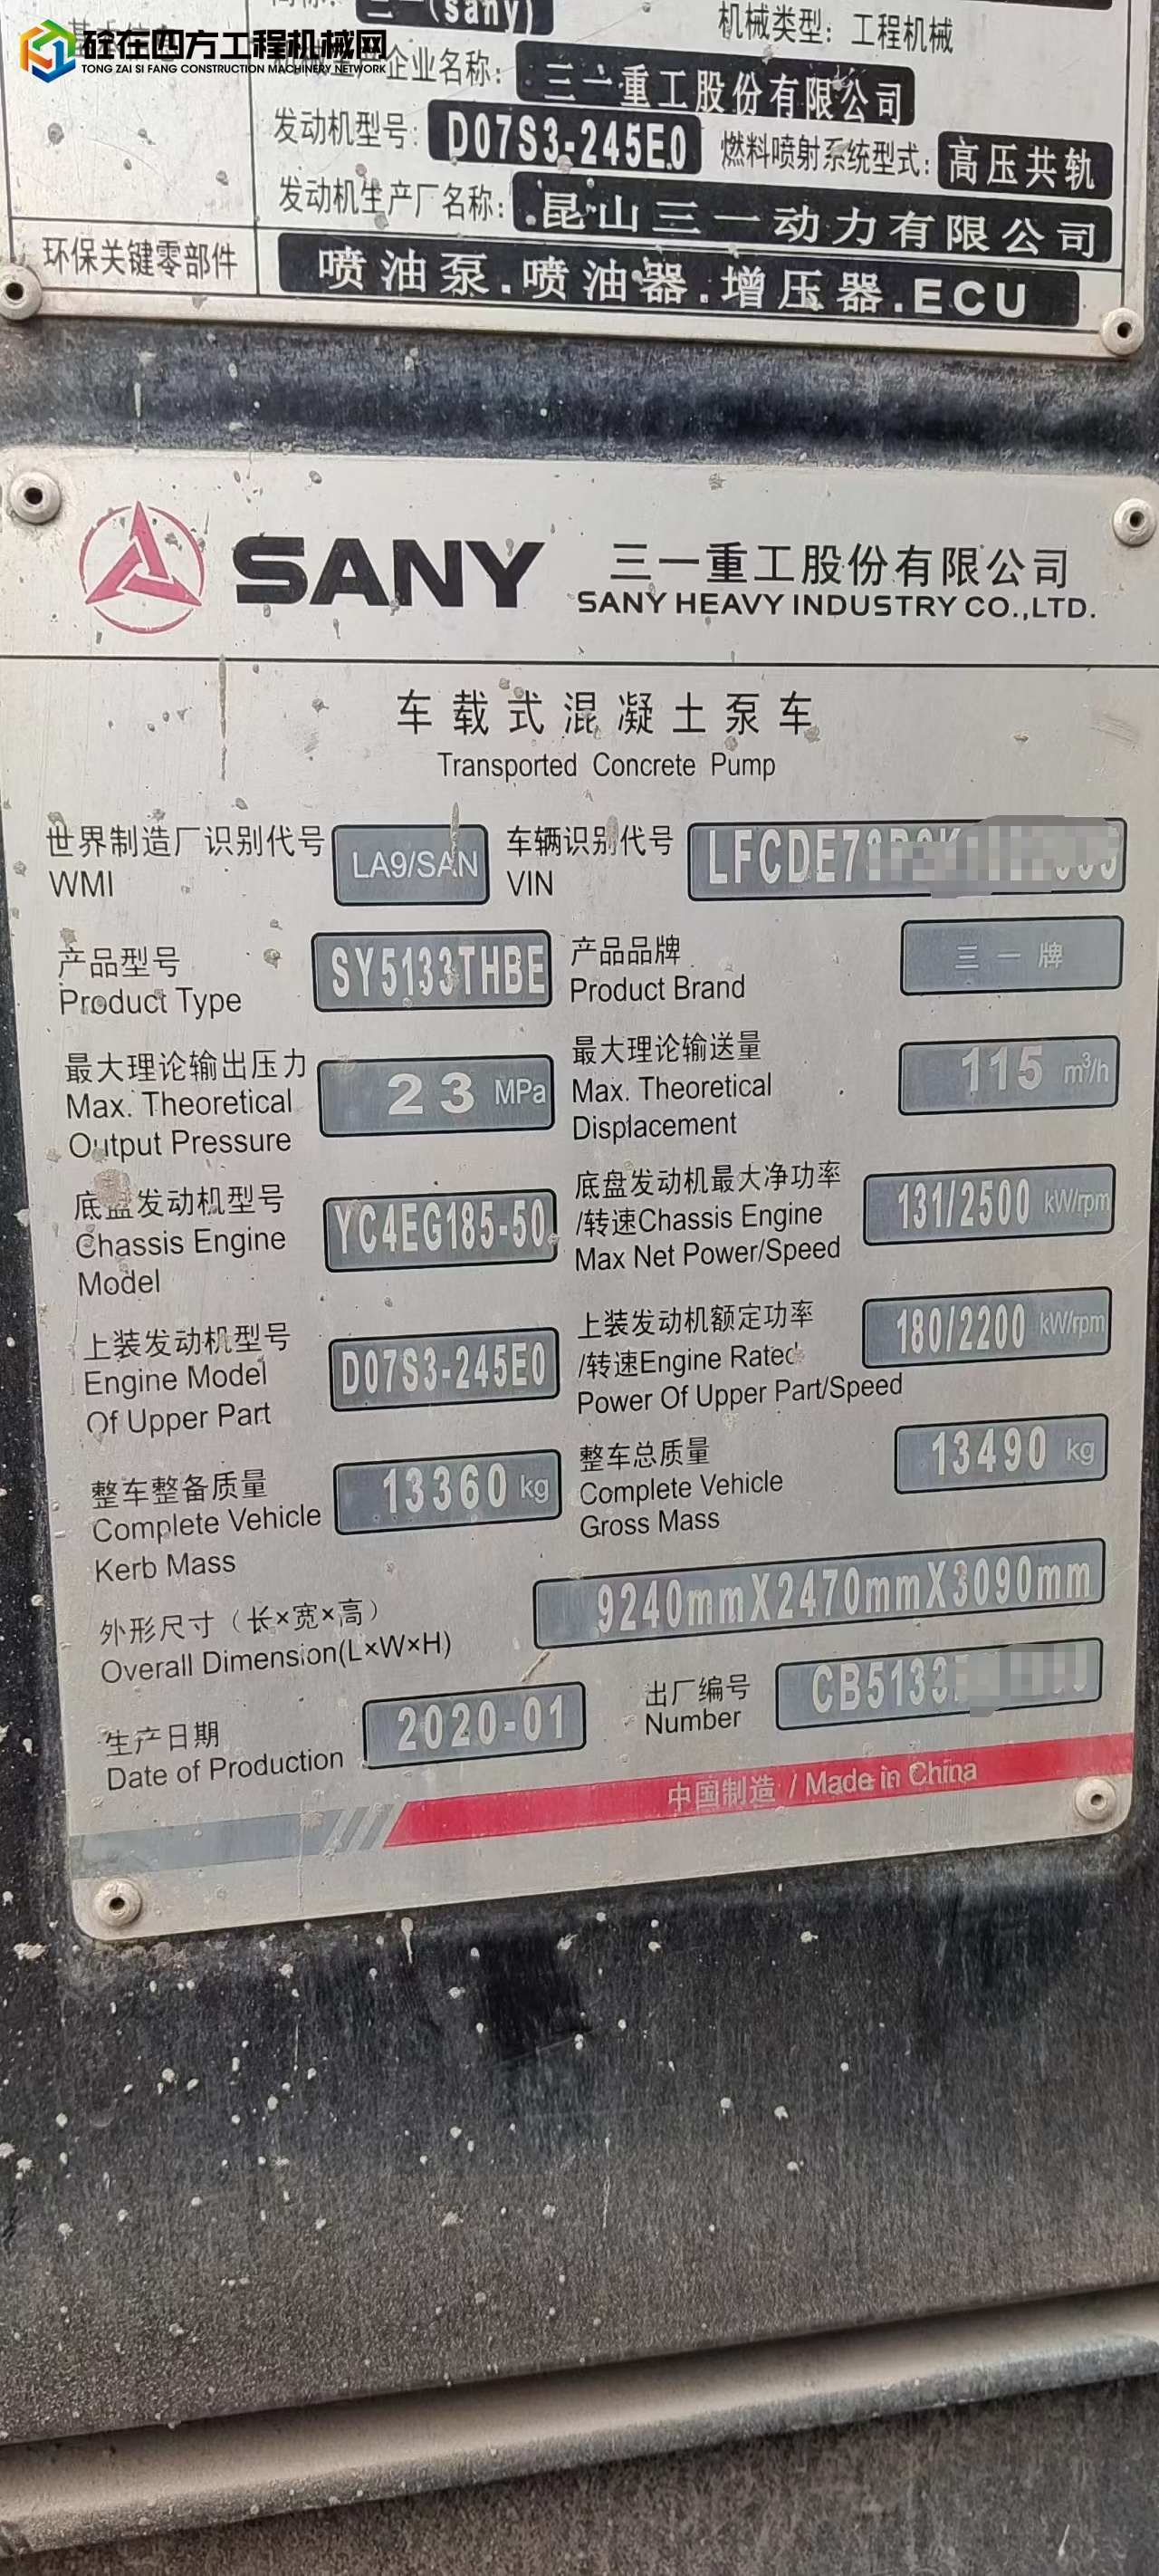 砼在四方工程机械网
TONG ZAI SI FANG CONSTRUCTION MACHINERY NETWORK
三一(sany)
机械类型：工程机械
企业名称：三一重工股份有限公司
发动机型号：D07S3-245E0 燃料喷射系统型式：高压共轨
发动机生产厂名称：昆山三一动力有限公司
环保关键零部件 喷油泵.喷油器.增压器.ECU
SANY 三一重工股份有限公司
SANY HEAVY INDUSTRY CO.,LTD.
车载式混凝土泵车
Transported Concrete Pump
世界制造厂识别代号 LA9/SAN 车辆识别代号 LFCDE7
WMI VIN
产品型号 SY5133THBE 产品品牌 三一牌
Product Type Product Brand
最大理论输出压力 23 MPa 最大理论输送量 115 m³/h
Max. Theoretical Max. Theoretical
Output Pressure Displacement
底盘发动机型号 YC4EG185-50 底盘发动机最大净功率 131/2500 kW/rpm
Chassis Engine /转速Chassis Engine
Model Max Net Power/Speed
上装发动机型号 D07S3-245E0 上装发动机额定功率 180/2200 kW/rpm
Engine Model /转速Engine Rated
Of Upper Part Power Of Upper Part/Speed
整车整备质量 13360 kg 整车总质量 13490 kg
Complete Vehicle Complete Vehicle
Kerb Mass Gross Mass
外形尺寸（长×宽×高） 9240mmX2470mmX3090mm
Overall Dimension(L×W×H)
生产日期 2020-01 出厂编号 CB5133
Date of Production Number
中国制造 / Made in China